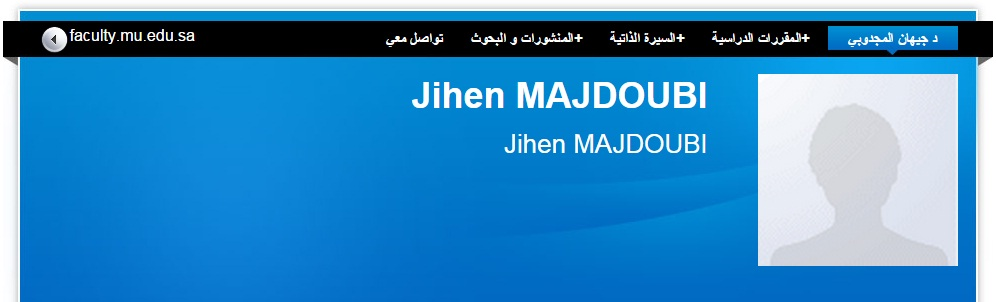 د جيهان المجدوبي +المقررات الدراسية +السيرة الذاتية +المنشورات و البحوث تواصل معي faculty.mu.edu.sa
Jihen MAJDOUBI
Jihen MAJDOUBI